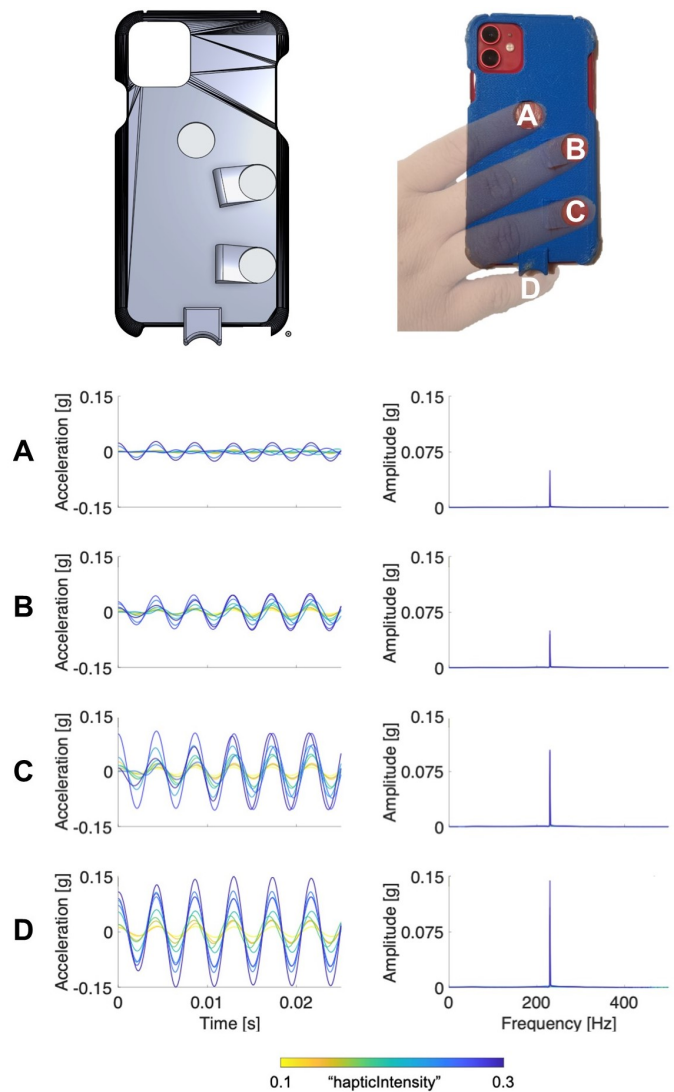 A
B
C
D
A
Acceleration [g]
0.15
0
-0.15
Amplitude [g]
0.15
0.075
0
B
Acceleration [g]
0.15
0
-0.15
Amplitude [g]
0.15
0.075
0
C
Acceleration [g]
0.15
0
-0.15
Amplitude [g]
0.15
0.075
0
D
Acceleration [g]
0.15
0
-0.15
0 0.01 0.02
Time [s]
Amplitude [g]
0.15
0.075
0
0 200 400
Frequency [Hz]
0.1 "hapticIntensity" 0.3